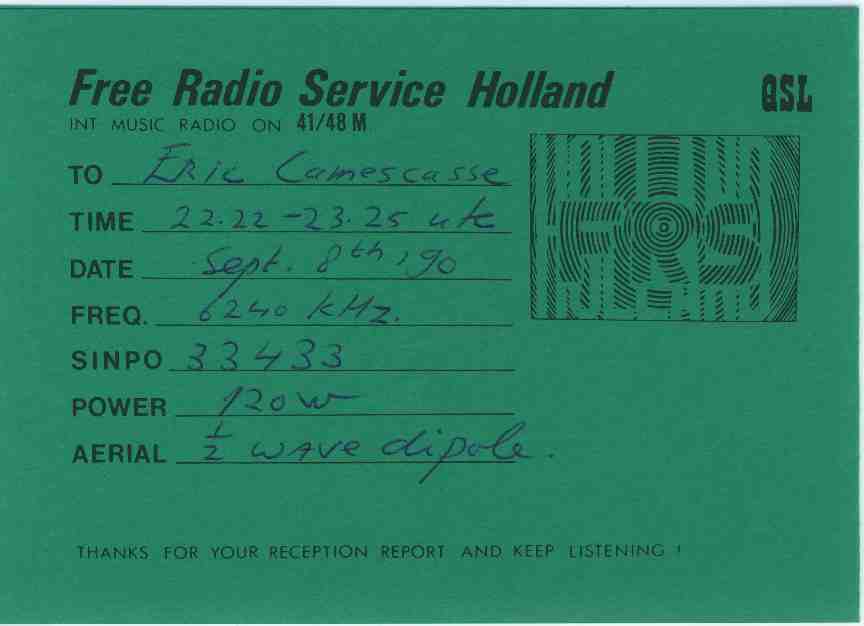 Free Radio Service Holland QSL
INT MUSIC RADIO ON 41/48 M
TO Eric Camescasse
TIME 22.22 - 23.25 utc
DATE Sept. 8th, '90
FREQ. 6240 kHz.
SINPO 33433
POWER 120 W
AERIAL 1/2 wave dipole.
FRS
THANKS FOR YOUR RECEPTION REPORT AND KEEP LISTENING !